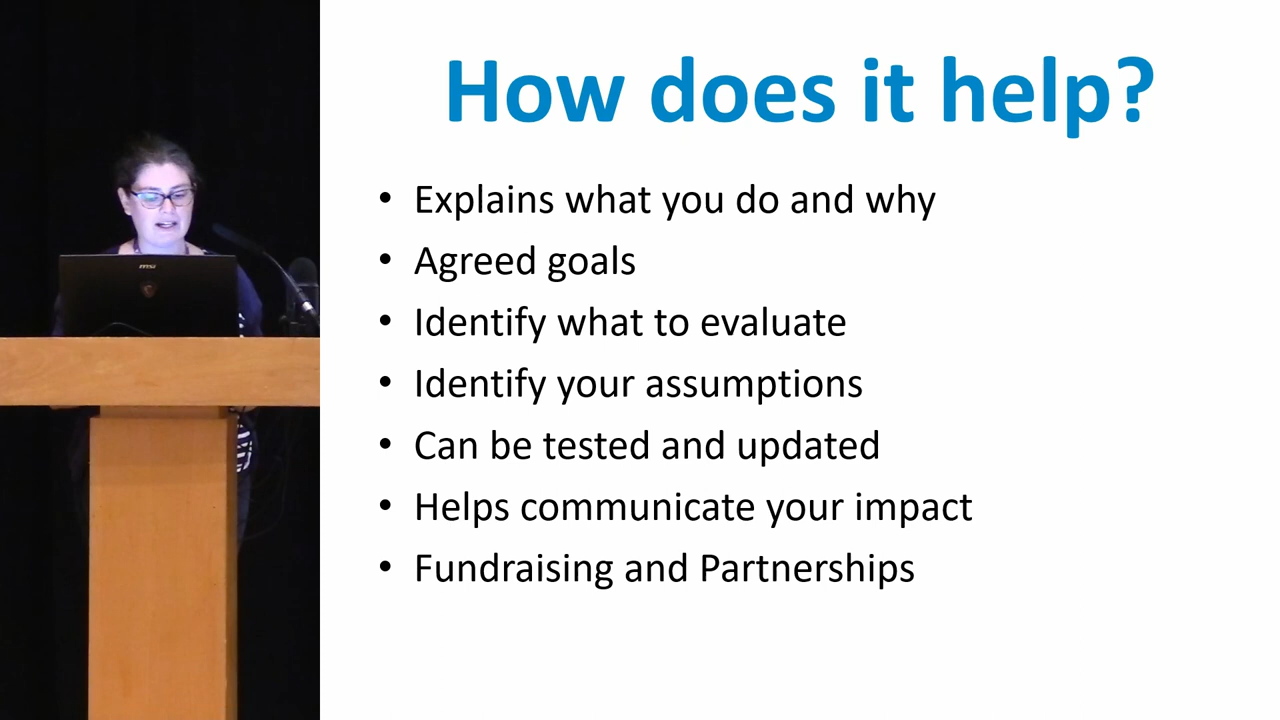 How does it help?
• Explains what you do and why
• Agreed goals
• Identify what to evaluate
• Identify your assumptions
• Can be tested and updated
• Helps communicate your impact
• Fundraising and Partnerships
msi